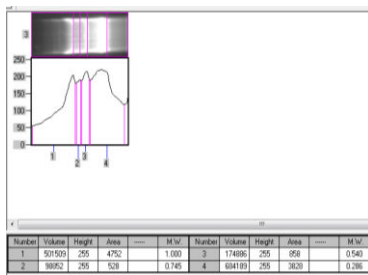 3
250
200
150
100
50
0
1 2 3 4
Number Volume Height Area ----- M.W. Number Volume Height Area ----- M.W.
1 501509 255 4752 1.000 3 174886 255 858 0.540
2 98052 255 528 0.745 4 684189 255 3828 0.286